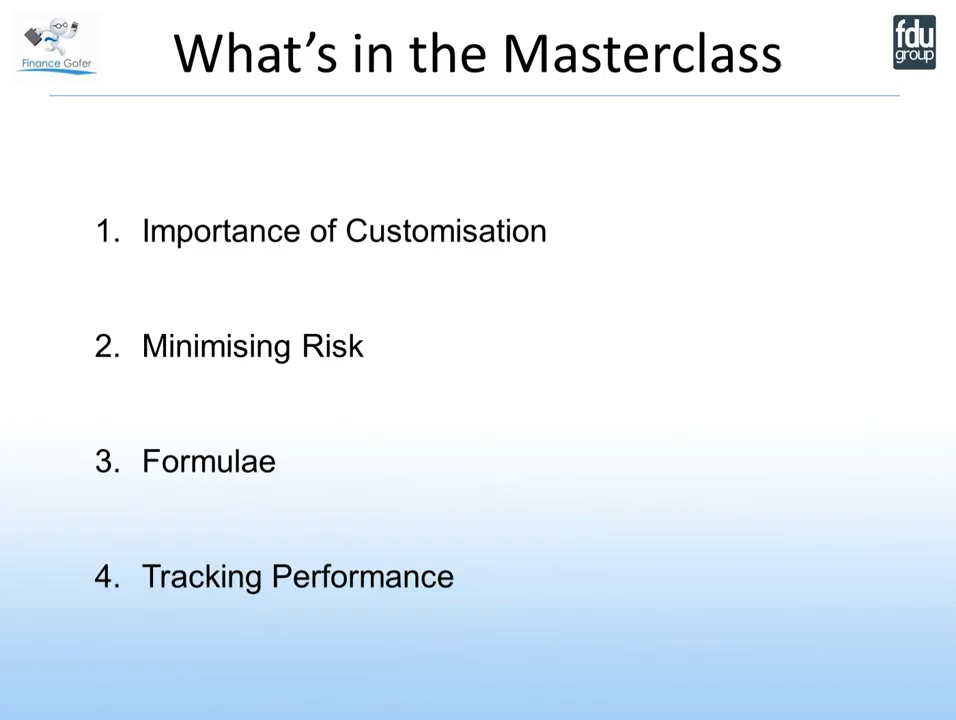 Finance Gofer
What's in the Masterclass
fdu
group
1. Importance of Customisation
2. Minimising Risk
3. Formulae
4. Tracking Performance